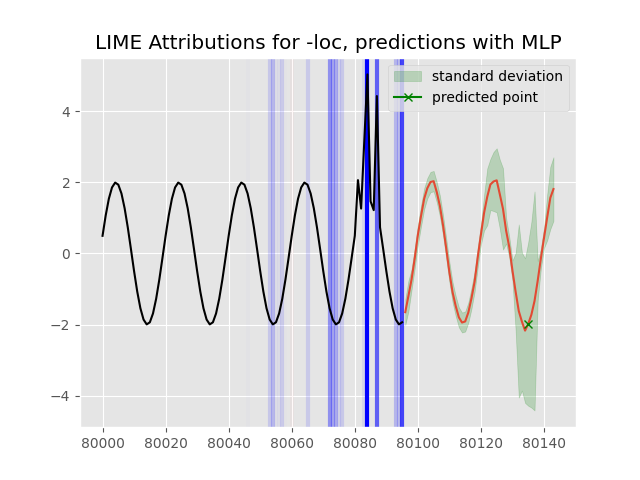 LIME Attributions for -loc, predictions with MLP
standard deviation
predicted point
4
2
0
−2
−4
80000 80020 80040 80060 80080 80100 80120 80140